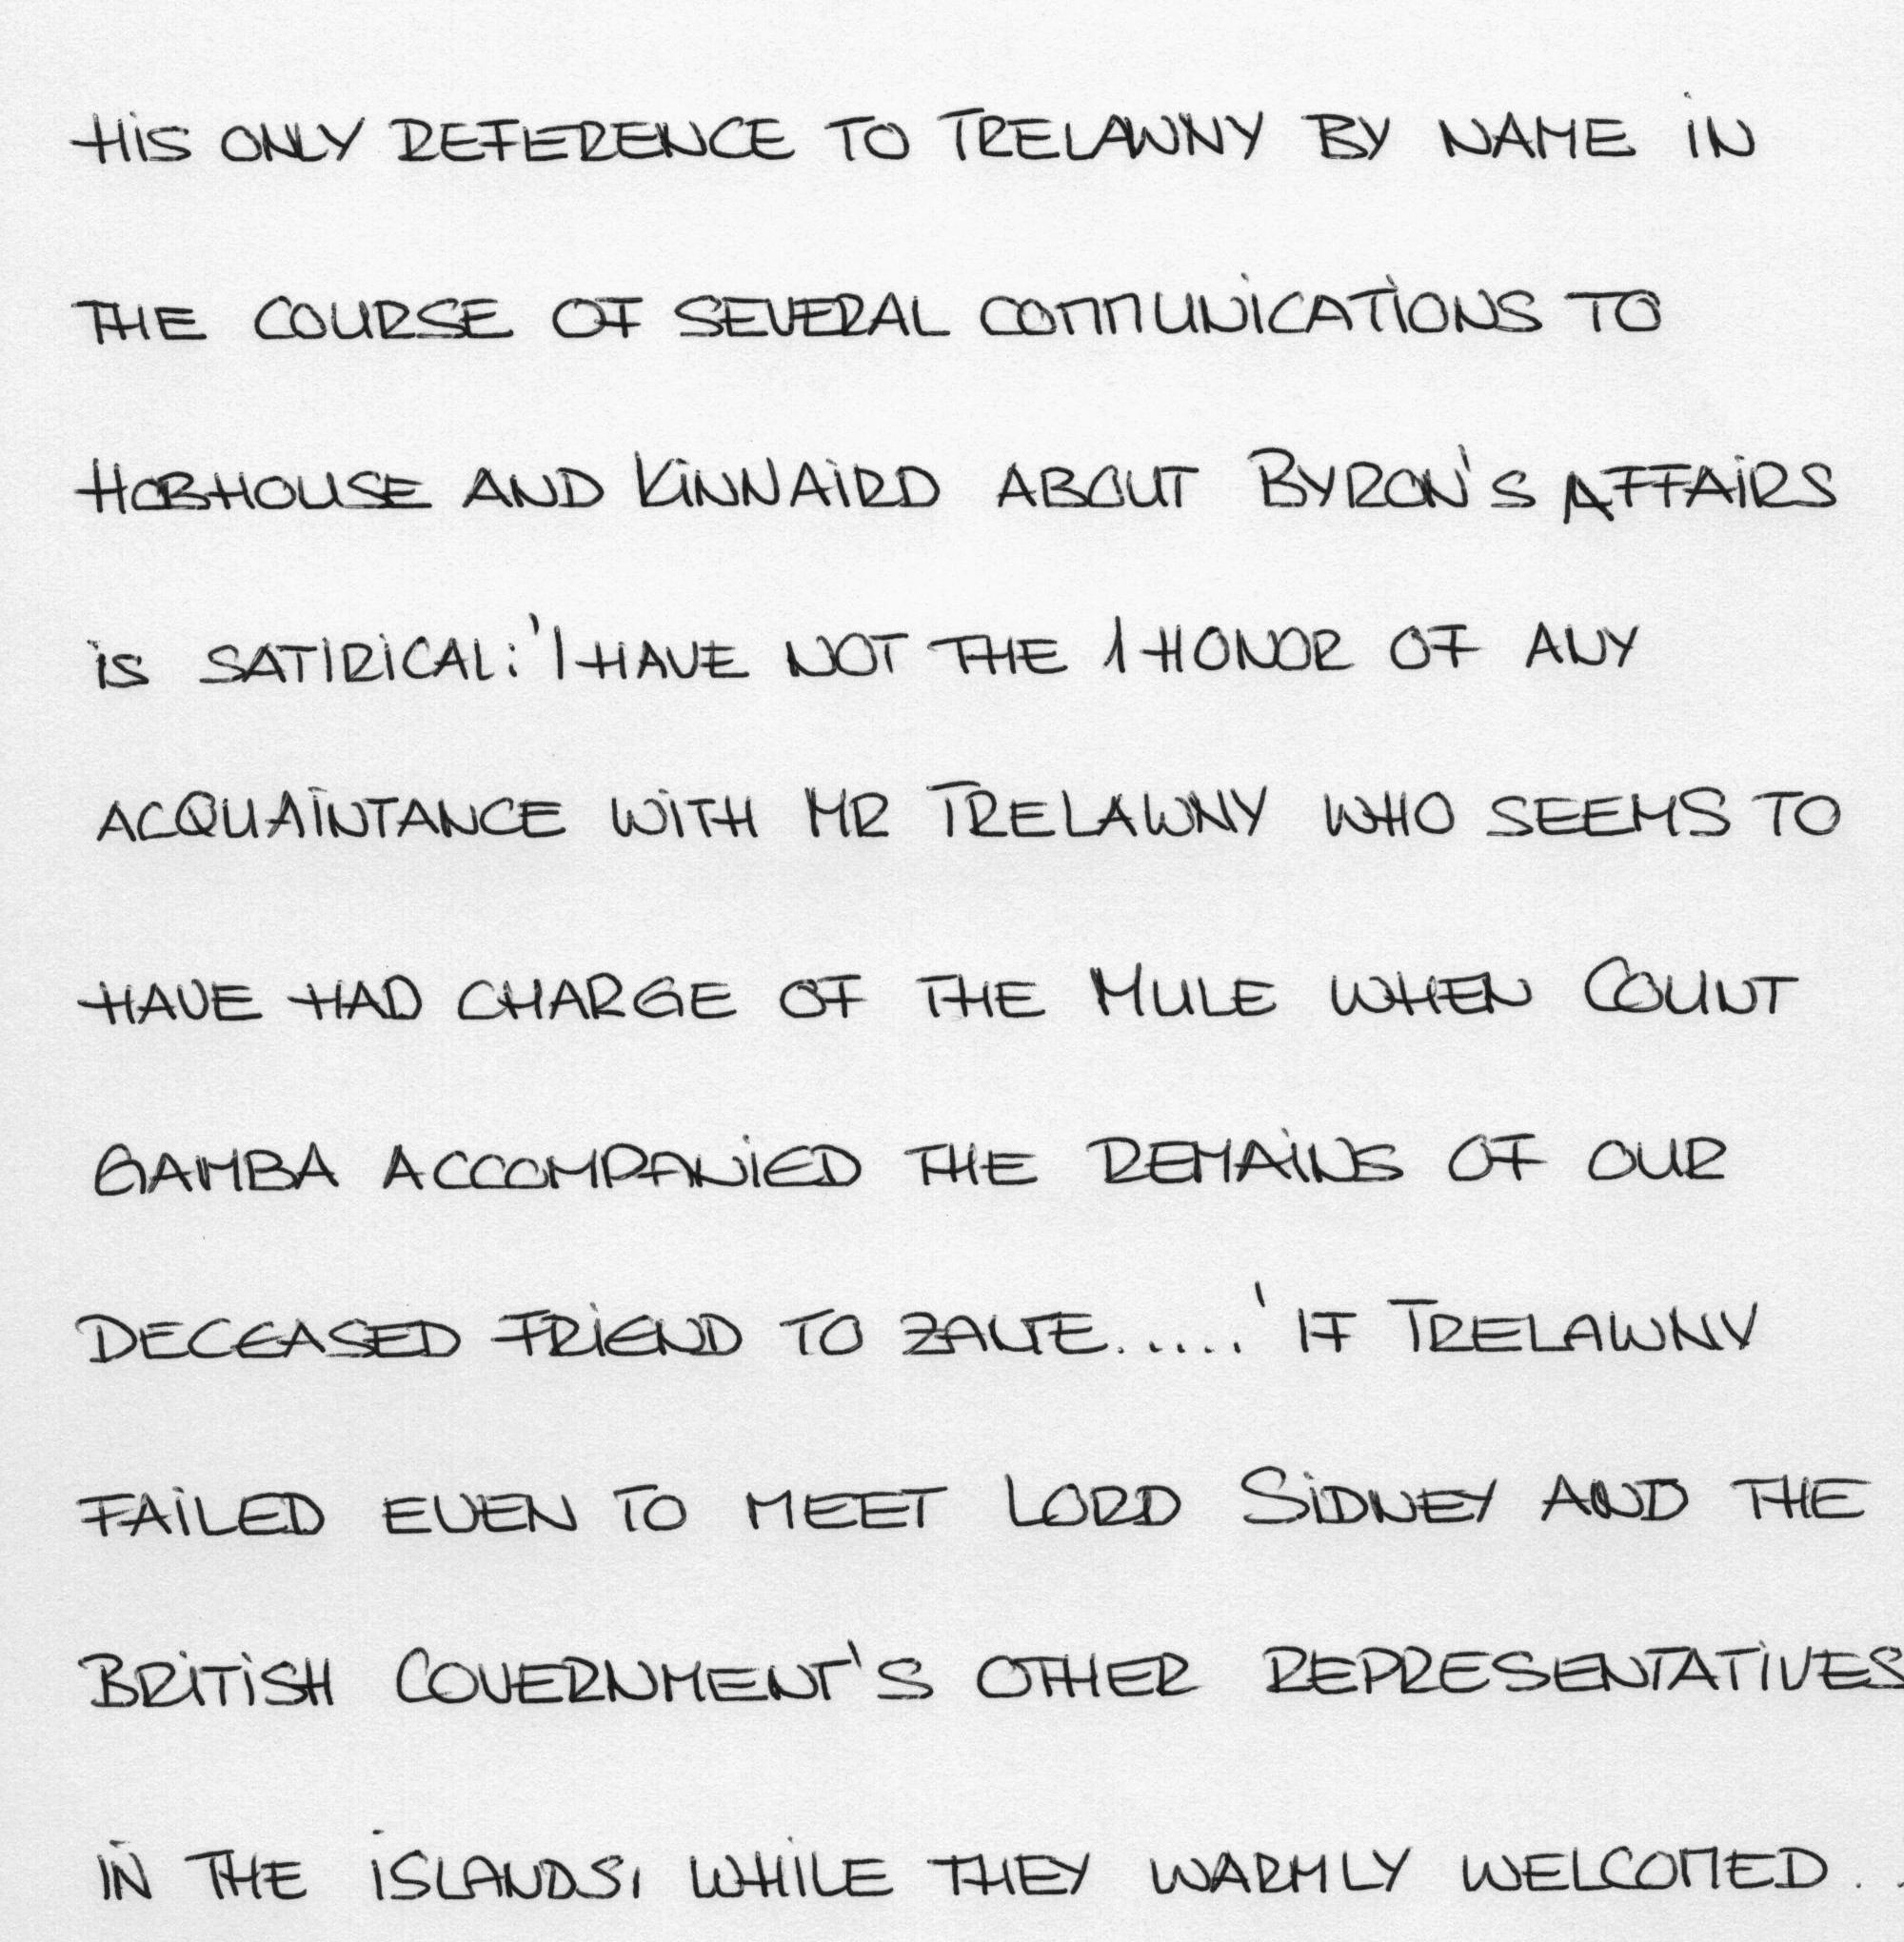 HIS ONLY REFERENCE TO TRELAWNY BY NAME IN
THE COURSE OF SEVERAL COMMUNICATIONS TO
HOBHOUSE AND KINNAIRD ABOUT BYRON'S AFFAIRS
IS SATIRICAL: 'I HAVE NOT THE 1 HONOR OF ANY
ACQUAINTANCE WITH MR TRELAWNY WHO SEEMS TO
HAVE HAD CHARGE OF THE MULE WHEN COUNT
GAMBA ACCOMPANIED THE REMAINS OF OUR
DECEASED FRIEND TO ZANTE.....' IF TRELAWNY
FAILED EVEN TO MEET LORD SIDNEY AND THE
BRITISH GOVERNMENT'S OTHER REPRESENTATIVES
IN THE ISLANDS, WHILE THEY WARMLY WELCOMED..